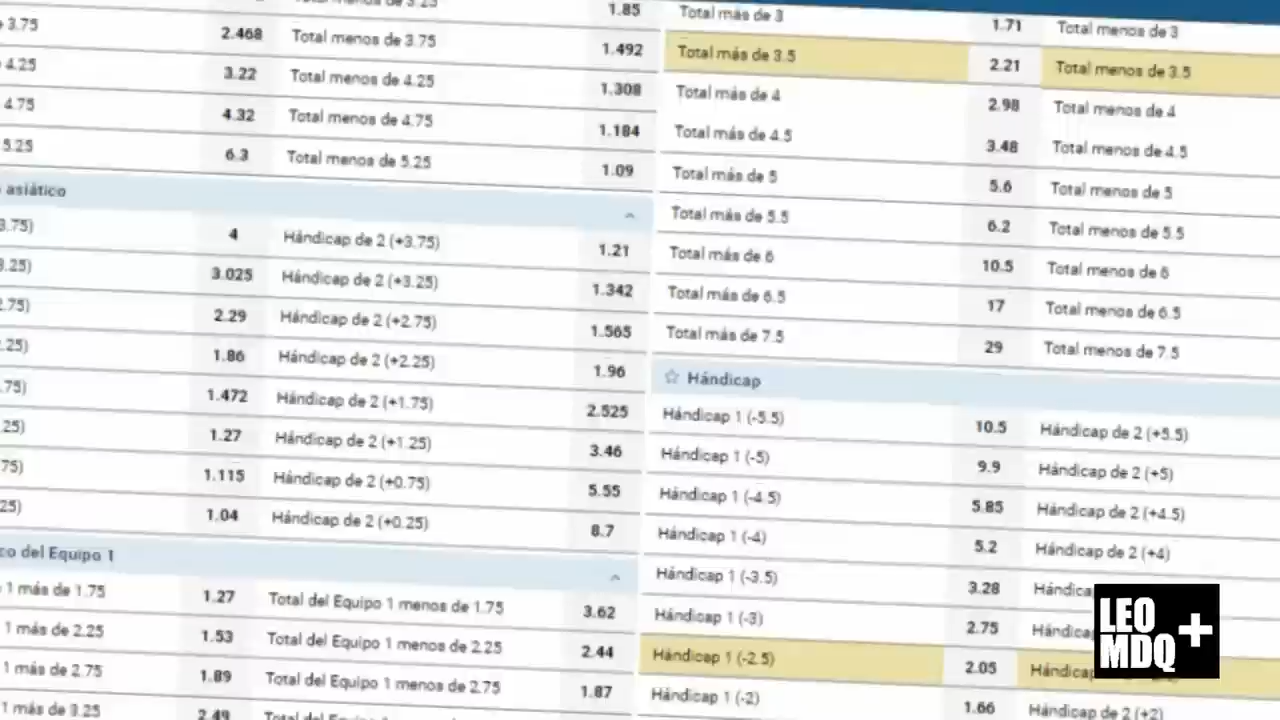 1.85
3.75 2.468 Total menos de 3.75 1.492
4.25 3.22 Total menos de 4.25 1.308
4.75 4.32 Total menos de 4.75 1.184
5.25 6.3 Total menos de 5.25 1.09
asiático
3.75) 4 Hándicap de 2 (+3.75) 1.21
3.25) 3.025 Hándicap de 2 (+3.25) 1.342
2.75) 2.29 Hándicap de 2 (+2.75) 1.565
.25) 1.86 Hándicap de 2 (+2.25) 1.96
.75) 1.472 Hándicap de 2 (+1.75) 2.525
25) 1.27 Hándicap de 2 (+1.25) 3.46
75) 1.115 Hándicap de 2 (+0.75) 5.55
25) 1.04 Hándicap de 2 (+0.25) 8.7
co del Equipo 1
1 más de 1.75 1.27 Total del Equipo 1 menos de 1.75 3.62
1 más de 2.25 1.53 Total del Equipo 1 menos de 2.25 2.44
1 más de 2.75 1.89 Total del Equipo 1 menos de 2.75 1.87
1 más de 3.25 2.49 Total del Equipo 1 menos de
Total más de 3 1.71 Total menos de 3
Total más de 3.5 2.21 Total menos de 3.5
Total más de 4 2.98 Total menos de 4
Total más de 4.5 3.48 Total menos de 4.5
Total más de 5 5.6 Total menos de 5
Total más de 5.5 6.2 Total menos de 5.5
Total más de 6 10.5 Total menos de 6
Total más de 6.5 17 Total menos de 6.5
Total más de 7.5 29 Total menos de 7.5
Hándicap
Hándicap 1 (-5.5) 10.5 Hándicap de 2 (+5.5)
Hándicap 1 (-5) 9.9 Hándicap de 2 (+5)
Hándicap 1 (-4.5) 5.85 Hándicap de 2 (+4.5)
Hándicap 1 (-4) 5.2 Hándicap de 2 (+4)
Hándicap 1 (-3.5) 3.28 Hándica
Hándicap 1 (-3) 2.75 Hándica
Hándicap 1 (-2.5) 2.05 Hándica
Hándicap 1 (-2) 1.66 Hándicap de 2 (+2)
LEO
MDQ+